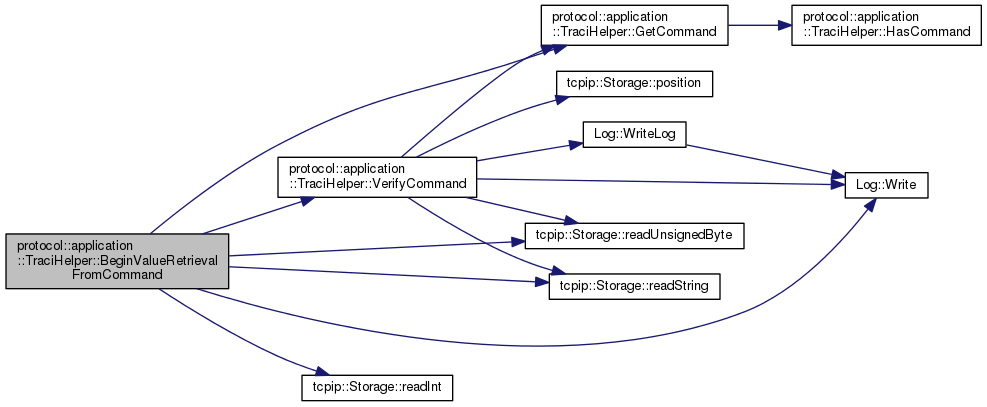 protocol::application
::TraciHelper::GetCommand
protocol::application
::TraciHelper::HasCommand
tcpip::Storage::position
Log::WriteLog
protocol::application
::TraciHelper::VerifyCommand
Log::Write
tcpip::Storage::readUnsignedByte
protocol::application
::TraciHelper::BeginValueRetrieval
FromCommand
tcpip::Storage::readString
tcpip::Storage::readInt